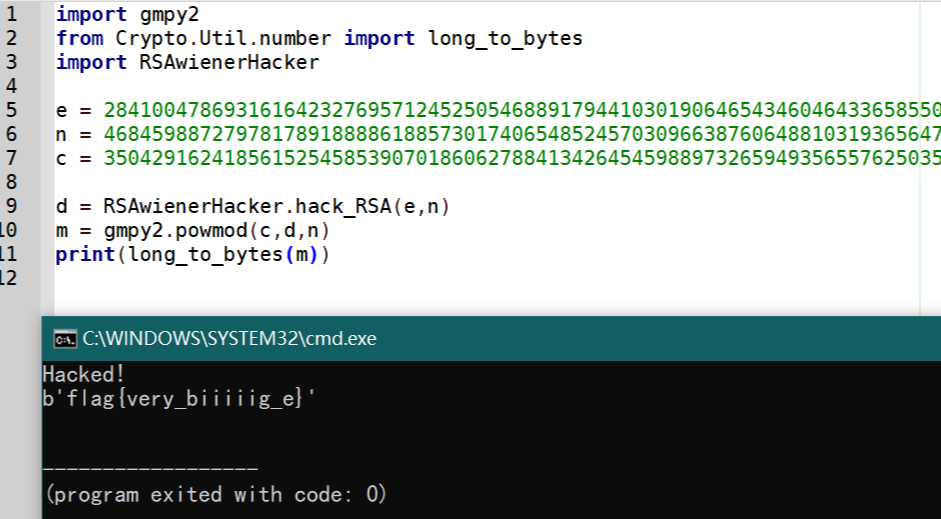 1 import gmpy2
2 from Crypto.Util.number import long_to_bytes
3 import RSAwienerHacker
4
5 e = 2841004786931616423276957124525054688917944103019064654346046433658550
6 n = 4684598872797817891888861885730174065485245703096638760648810319365647
7 c = 3504291624185615254585390701860627884134264545988973265949356557625035
8
9 d = RSAwienerHacker.hack_RSA(e,n)
10 m = gmpy2.powmod(c,d,n)
11 print(long_to_bytes(m))
12
C:\WINDOWS\SYSTEM32\cmd.exe
Hacked!
b'flag{very_biiiiig_e}'
------------------
(program exited with code: 0)